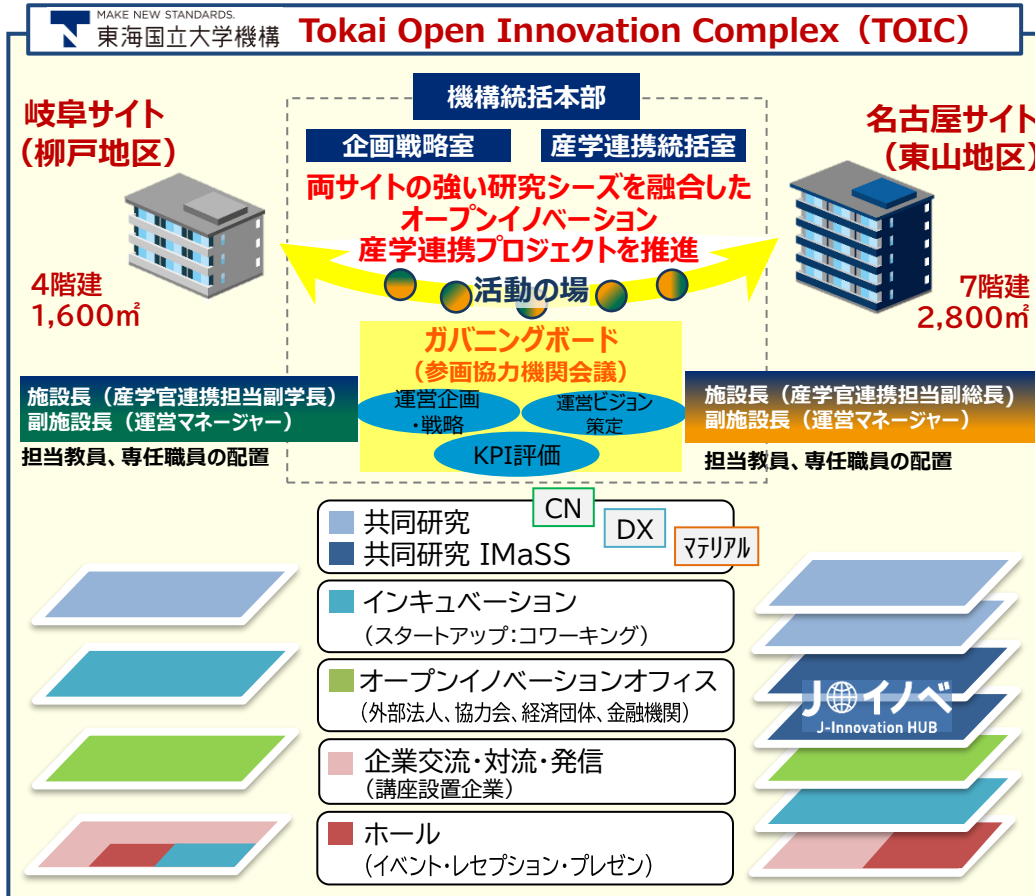 MAKE NEW STANDARDS.
東海国立大学機構
Tokai Open Innovation Complex（TOIC）
機構統括本部
企画戦略室
産学連携統括室
岐阜サイト
（柳戸地区）
名古屋サイト
（東山地区）
両サイトの強い研究シーズを融合した
オープンイノベーション
産学連携プロジェクトを推進
活動の場
4階建
1,600㎡
7階建
2,800㎡
ガバニングボード
（参画協力機関会議）
運営企画
・戦略
運営ビジョン
策定
KPI評価
施設長（産学官連携担当副学長）
副施設長（運営マネージャー）
担当教員、専任職員の配置
施設長（産学官連携担当副総長）
副施設長（運営マネージャー）
担当教員、専任職員の配置
CN
DX
ﾏﾃﾘｱﾙ
共同研究
共同研究 IMaSS
インキュベーション
（スタートアップ：コワーキング）
オープンイノベーションオフィス
（外部法人、協力会、経済団体、金融機関）
企業交流・対流・発信
（講座設置企業）
ホール
（イベント・レセプション・プレゼン）
Jイノベ
J-Innovation HUB